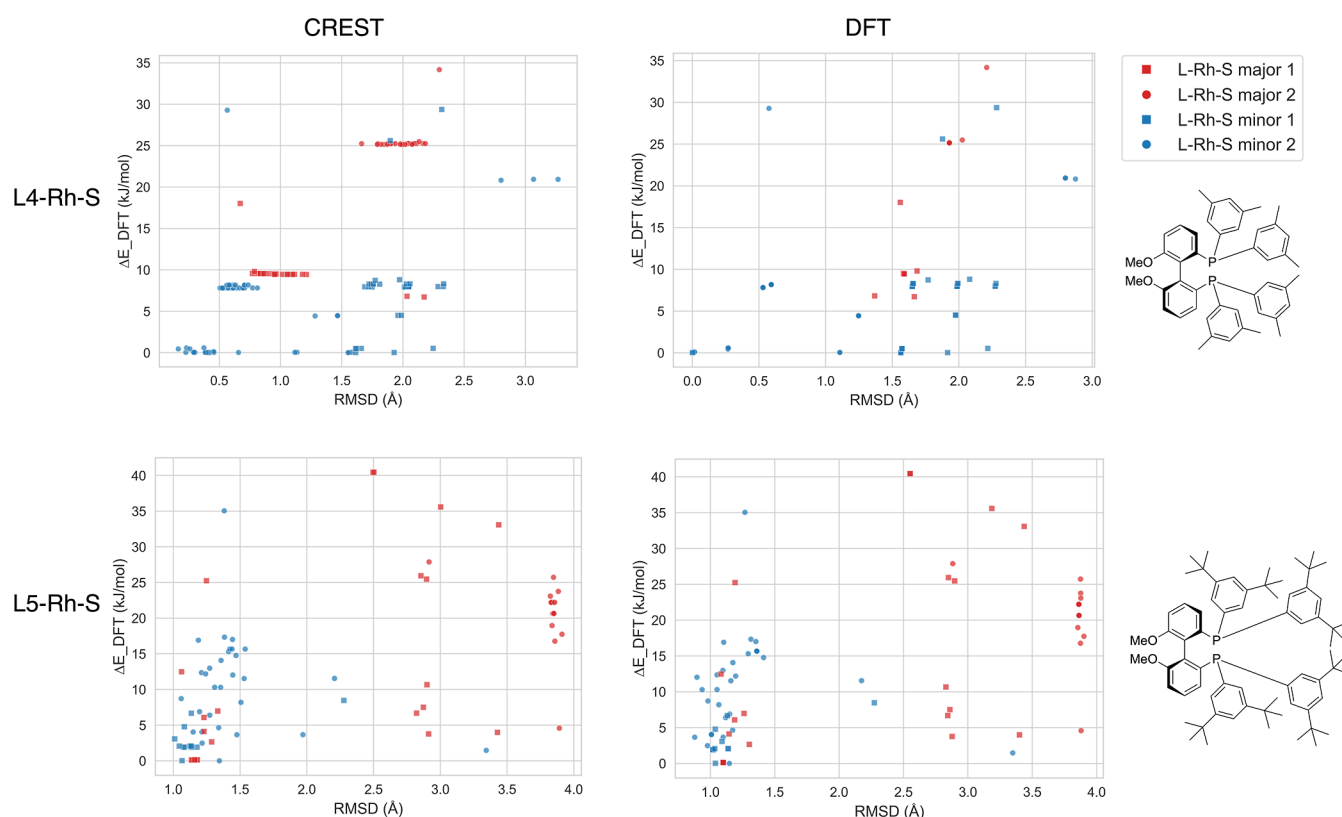 CREST
DFT
L-Rh-S major 1
L-Rh-S major 2
L-Rh-S minor 1
L-Rh-S minor 2
L4-Rh-S
ΔE_DFT (kJ/mol)
35
30
25
20
15
10
5
0
0.5 1.0 1.5 2.0 2.5 3.0
RMSD (Å)
ΔE_DFT (kJ/mol)
35
30
25
20
15
10
5
0
0.0 0.5 1.0 1.5 2.0 2.5 3.0
RMSD (Å)
MeO
MeO
P
P
L5-Rh-S
ΔE_DFT (kJ/mol)
40
35
30
25
20
15
10
5
0
1.0 1.5 2.0 2.5 3.0 3.5 4.0
RMSD (Å)
ΔE_DFT (kJ/mol)
40
35
30
25
20
15
10
5
0
1.0 1.5 2.0 2.5 3.0 3.5 4.0
RMSD (Å)
MeO
MeO
P
P